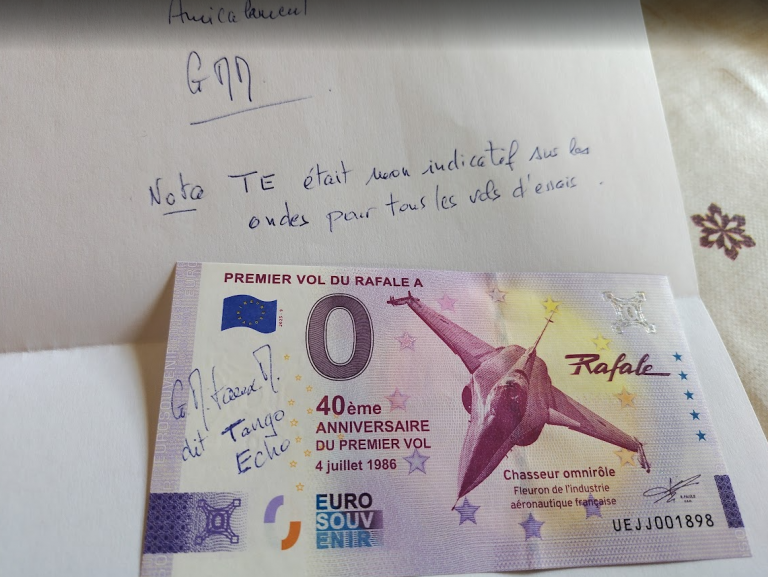 Amicalement
GMM
Nota TE était mon indicatif sur les
ondes pour tous les vols d'essais.
PREMIER VOL DU RAFALE A
0
Rafale
G.M.
dit Tango
Echo
40ème
ANNIVERSAIRE
DU PREMIER VOL
4 juillet 1986
Chasseur omnirôle
Fleuron de l'industrie
aéronautique française
EURO
SOUV
ENIR
UEJJ001898